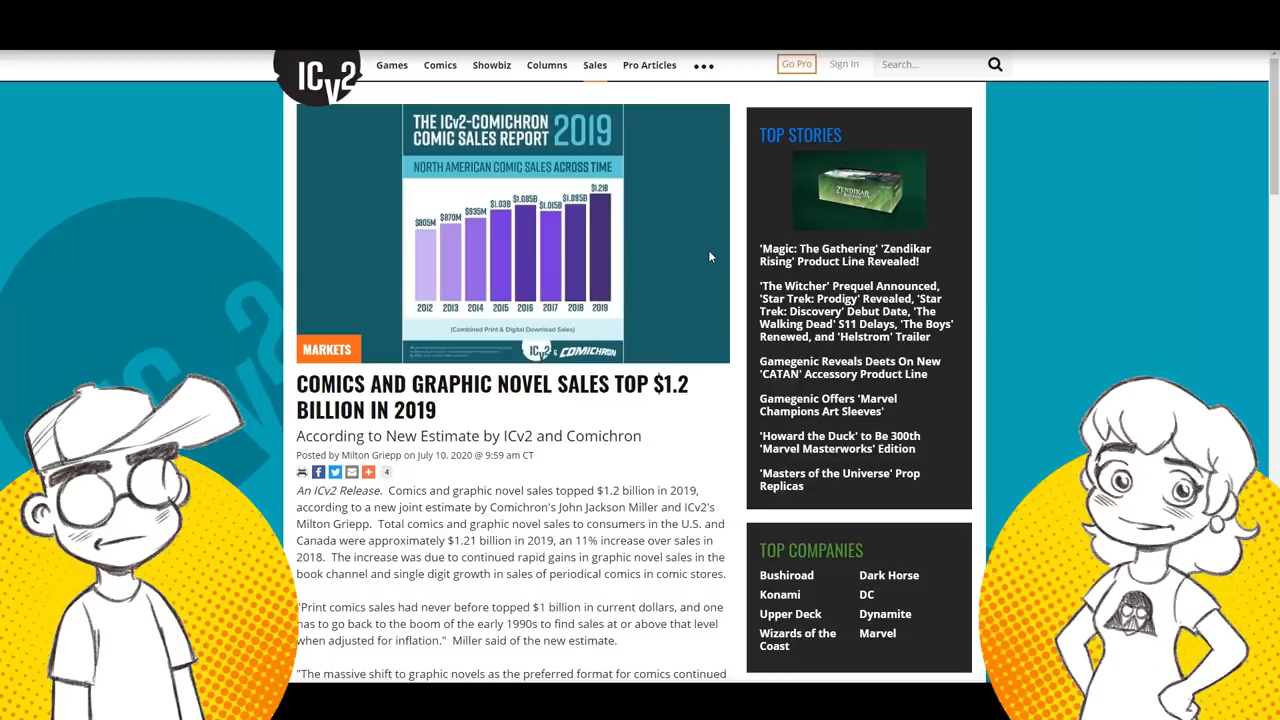 ICv2
Games Comics Showbiz Columns Sales Pro Articles •••
Go Pro Sign In Search...
THE ICv2-COMICHRON
COMIC SALES REPORT 2019
NORTH AMERICAN COMIC SALES ACROSS TIME
$805M $870M $935M $1.03B $1.085B $1.015B $1.095B $1.21B
2012 2013 2014 2015 2016 2017 2018 2019
(Combined Print & Digital Download Sales)
ICv2 & COMICHRON
MARKETS
COMICS AND GRAPHIC NOVEL SALES TOP $1.2
BILLION IN 2019
According to New Estimate by ICv2 and Comichron
Posted by Milton Griepp on July 10, 2020 @ 9:59 am CT
4
An ICv2 Release. Comics and graphic novel sales topped $1.2 billion in 2019,
according to a new joint estimate by Comichron's John Jackson Miller and ICv2's
Milton Griepp. Total comics and graphic novel sales to consumers in the U.S. and
Canada were approximately $1.21 billion in 2019, an 11% increase over sales in
2018. The increase was due to continued rapid gains in graphic novel sales in the
book channel and single digit growth in sales of periodical comics in comic stores.
"Print comics sales had never before topped $1 billion in current dollars, and one
has to go back to the boom of the early 1990s to find sales at or above that level
when adjusted for inflation." Miller said of the new estimate.
"The massive shift to graphic novels as the preferred format for comics continued
TOP STORIES
ZENDIKAR
'Magic: The Gathering' 'Zendikar
Rising' Product Line Revealed!
'The Witcher' Prequel Announced,
'Star Trek: Prodigy' Revealed, 'Star
Trek: Discovery' Debut Date, 'The
Walking Dead' S11 Delays, 'The Boys'
Renewed, and 'Helstrom' Trailer
Gamegenic Reveals Deets On New
'CATAN' Accessory Product Line
Gamegenic Offers 'Marvel
Champions Art Sleeves'
'Howard the Duck' to Be 300th
'Marvel Masterworks' Edition
'Masters of the Universe' Prop
Replicas
TOP COMPANIES
Bushiroad Dark Horse
Konami DC
Upper Deck Dynamite
Wizards of the Marvel
Coast
ICv2